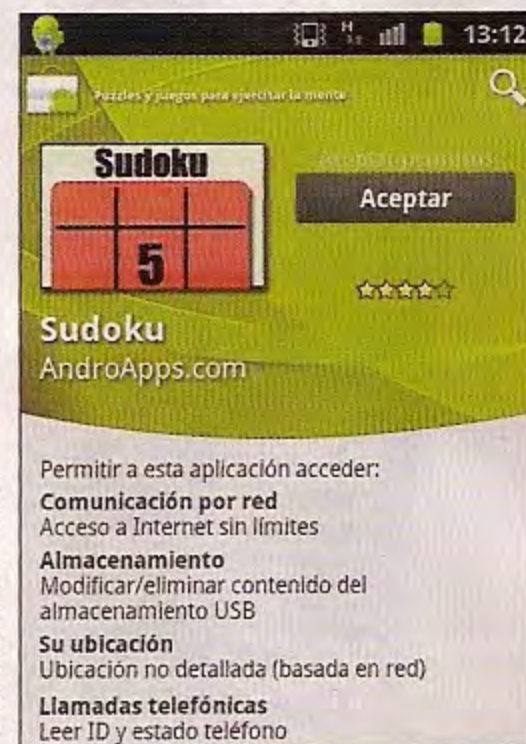 13:12
Puzzles y juegos para ejercitar la mente
Sudoku
5
Aceptar permisos
Aceptar
Sudoku
AndroApps.com
Permitir a esta aplicación acceder:
Comunicación por red
Acceso a Internet sin límites
Almacenamiento
Modificar/eliminar contenido del
almacenamiento USB
Su ubicación
Ubicación no detallada (basada en red)
Llamadas telefónicas
Leer ID y estado teléfono